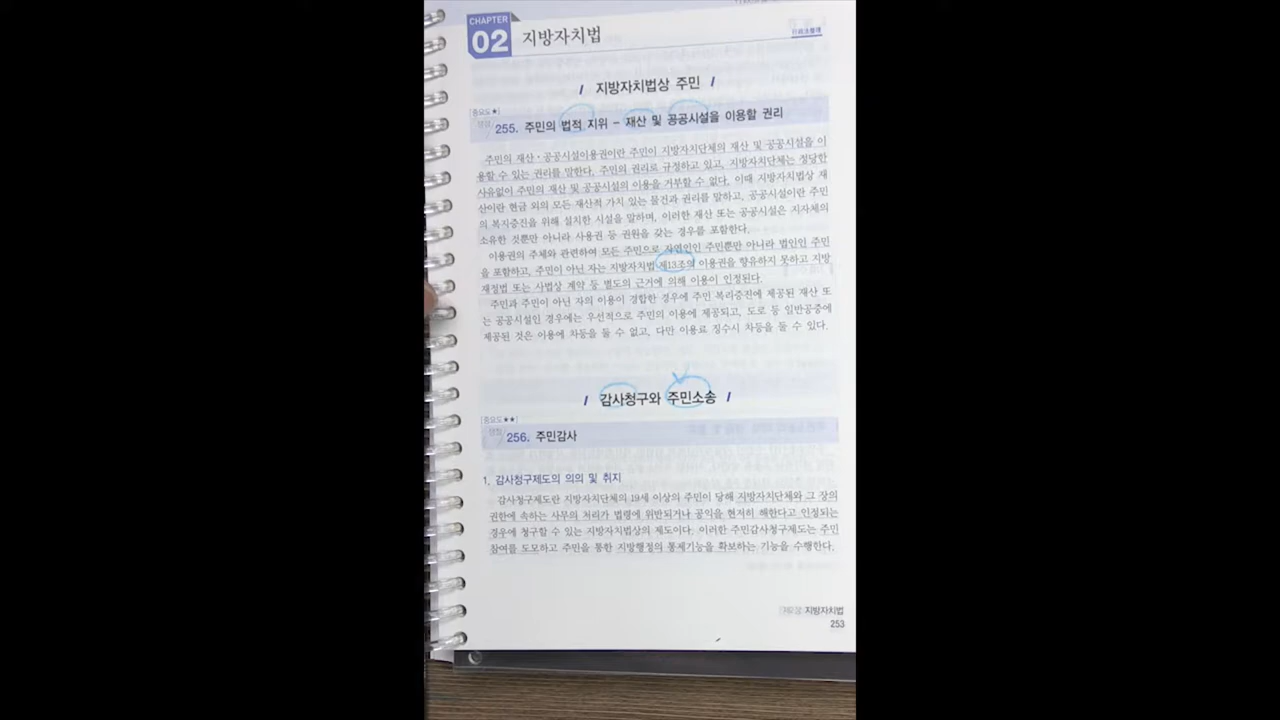 CHAPTER
02 지방자치법
/ 지방자치법상 주민 /
[중요도★]
255. 주민의 법적 지위 - 재산 및 공공시설을 이용할 권리
주민의 재산·공공시설이용권이란 주민이 지방자치단체의 재산 및 공공시설을 이
용할 수 있는 권리를 말한다. 주민의 권리로 규정하고 있고, 지방자치단체는 정당한
사유없이 주민의 재산 및 공공시설의 이용을 거부할 수 없다. 이때 지방자치법상 재
산이란 현금 외의 모든 재산적 가치 있는 물건과 권리를 말하고, 공공시설이란 주민
의 복지증진을 위해 설치한 시설을 말하며, 이러한 재산 또는 공공시설은 지자체의
소유한 것뿐만 아니라 사용권 등 권원을 갖는 경우를 포함한다.
이용권의 주체와 관련하여 모든 주민으로 자연인인 주민뿐만 아니라 법인인 주민
을 포함하고, 주민이 아닌 자는 지방자치법 제13조의 이용권을 향유하지 못하고 지방
재정법 또는 사법상 계약 등 별도의 근거에 의해 이용이 인정된다.
주민과 주민이 아닌 자의 이용이 경합한 경우에 주민 복리증진에 제공된 재산 또
는 공공시설인 경우에는 우선적으로 주민의 이용에 제공되고, 도로 등 일반공중에
제공된 것은 이용에 차등을 둘 수 없고, 다만 이용료 징수시 차등을 둘 수 있다.
/ 감사청구와 주민소송 /
[중요도★★]
256. 주민감사
1. 감사청구제도의 의의 및 취지
감사청구제도란 지방자치단체의 19세 이상의 주민이 당해 지방자치단체와 그 장의
권한에 속하는 사무의 처리가 법령에 위반되거나 공익을 현저히 해한다고 인정되는
경우에 청구할 수 있는 지방자치법상의 제도이다. 이러한 주민감사청구제도는 주민
참여를 도모하고 주민을 통한 지방행정의 통제기능을 확보하는 기능을 수행한다.
제2장 지방자치법
253